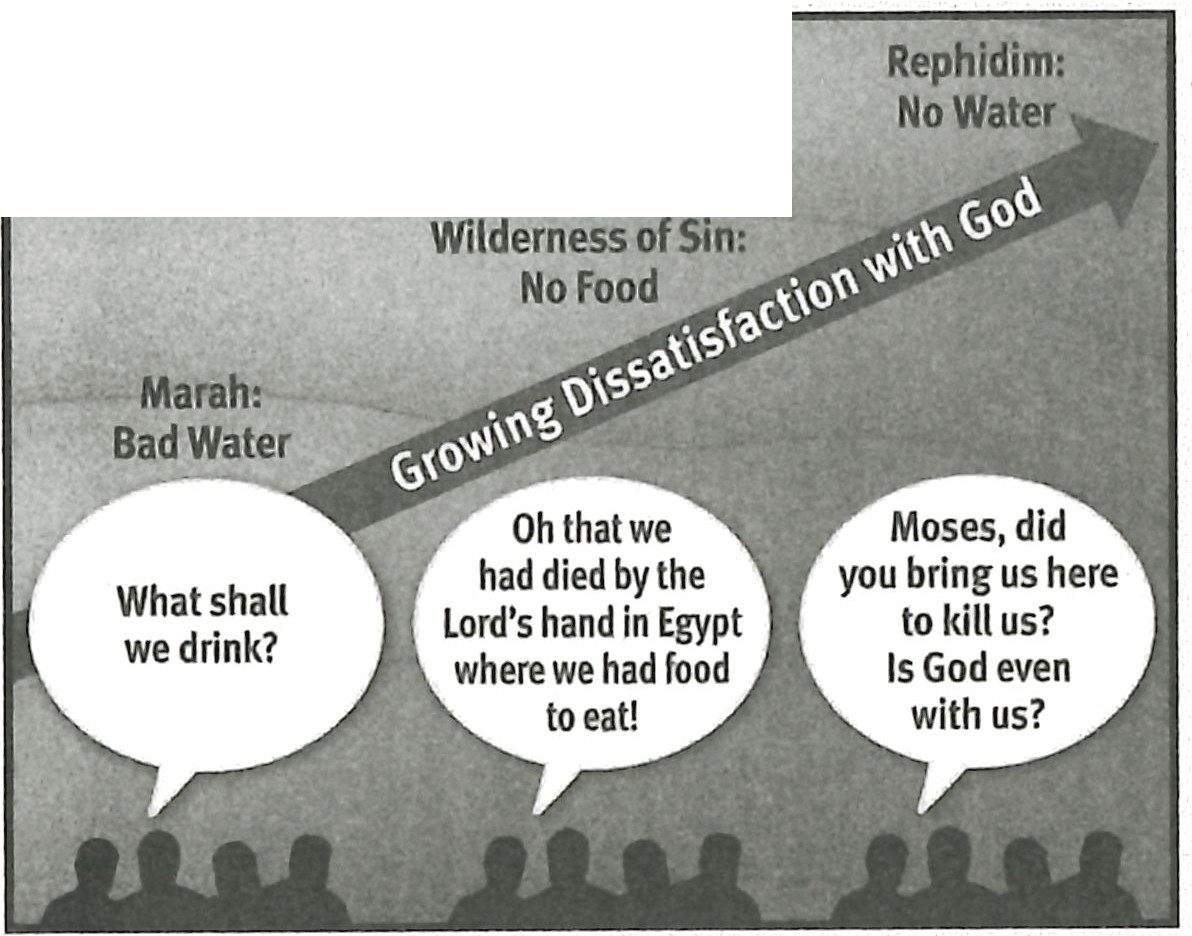 Rephidim:
No Water
Wilderness of Sin:
No Food
Marah:
Bad Water
Growing Dissatisfaction with God
What shall
we drink?
Oh that we
had died by the
Lord's hand in Egypt
where we had food
to eat!
Moses, did
you bring us here
to kill us?
Is God even
with us?